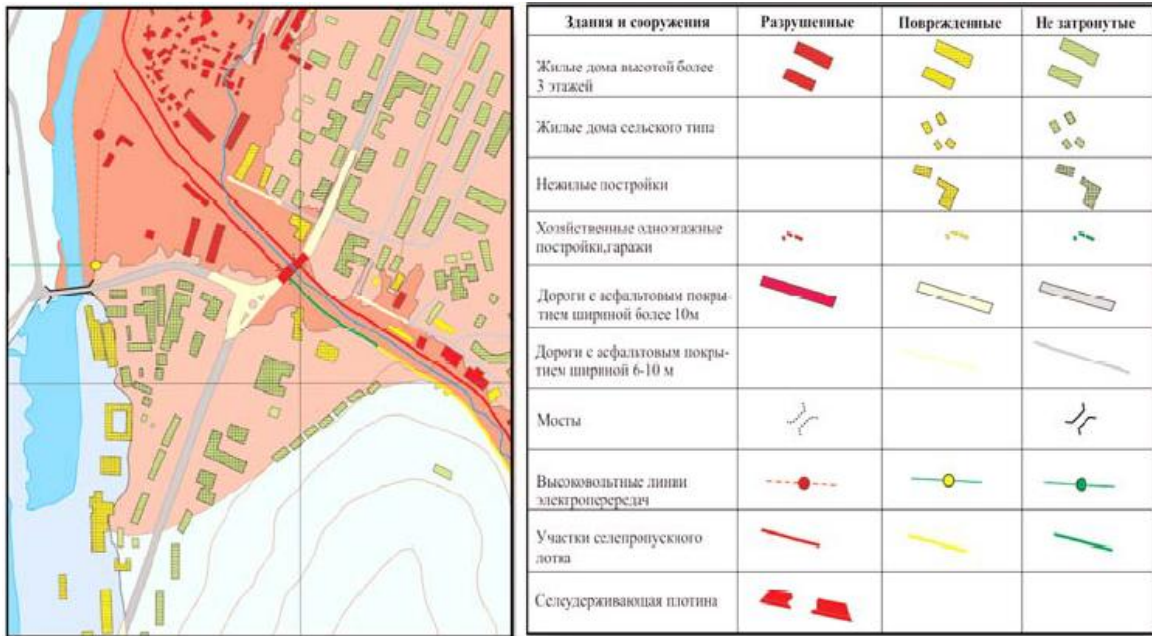 Здания и сооружения Разрушенные Поврежденные Не затронутые
Жилые дома высотой более
3 этажей
Жилые дома сельского типа
Нежилые постройки
Хозяйственные одноэтажные
постройки,гаражи
Дороги с асфальтовым покры-
тием шириной более 10м
Дороги с асфальтовым покры-
тием шириной 6-10 м
Мосты
Высоковольтные линии
электроперердач
Участки селепропускного
лотка
Селеудерживающая плотина